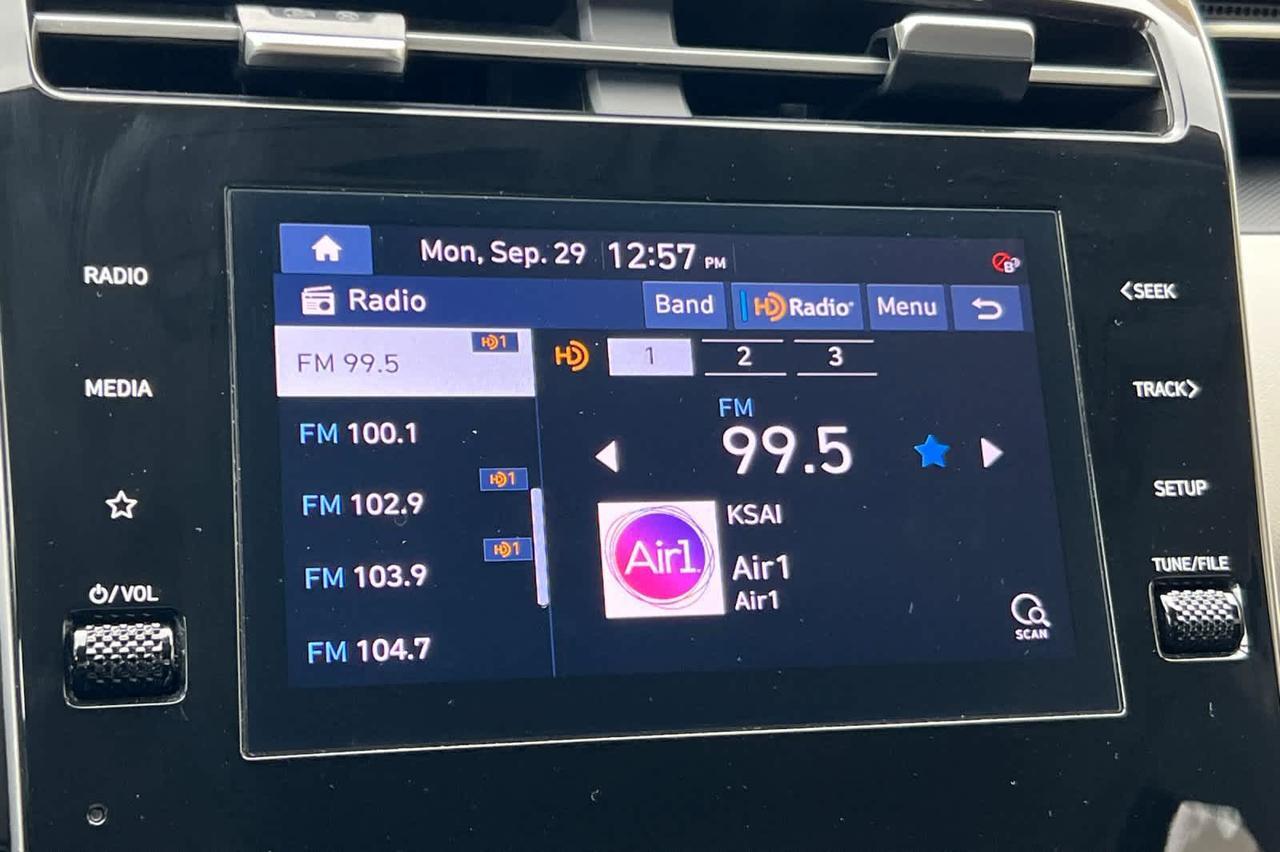 Mon, Sep. 29 12:57 PM
Radio Band HD Radio Menu
RADIO
MEDIA
/VOL
FM 99.5 HD1
FM 100.1
FM 102.9 HD1
FM 103.9 HD1
FM 104.7
HD 1 2 3
FM
99.5
Air1
KSAI
Air1
Air1
SCAN
<SEEK
TRACK>
SETUP
TUNE/FILE